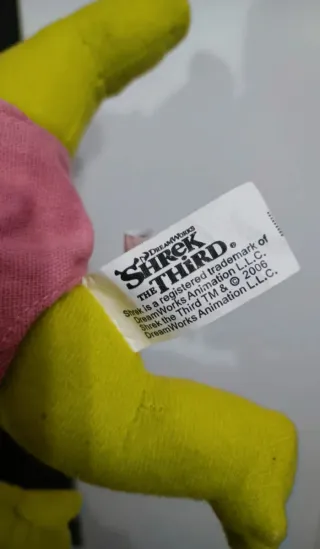 DREAMWORKS
SHREK
THE THIRD®
Shrek is a registered trademark of
DreamWorks Animation L.L.C.
Shrek the Third TM & © 2006
DreamWorks Animation L.L.C.